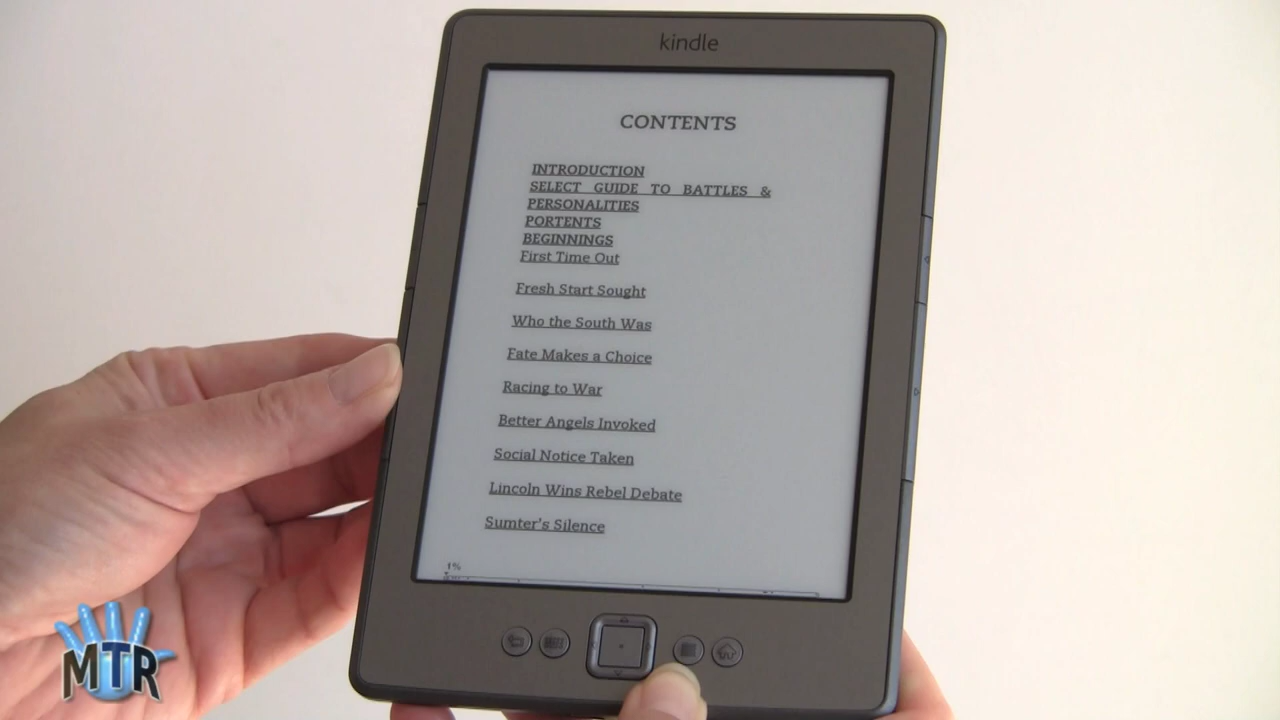 kindle
CONTENTS
INTRODUCTION
SELECT GUIDE TO BATTLES &
PERSONALITIES
PORTENTS
BEGINNINGS
First Time Out
Fresh Start Sought
Who the South Was
Fate Makes a Choice
Racing to War
Better Angels Invoked
Social Notice Taken
Lincoln Wins Rebel Debate
Sumter's Silence
1%
MTR